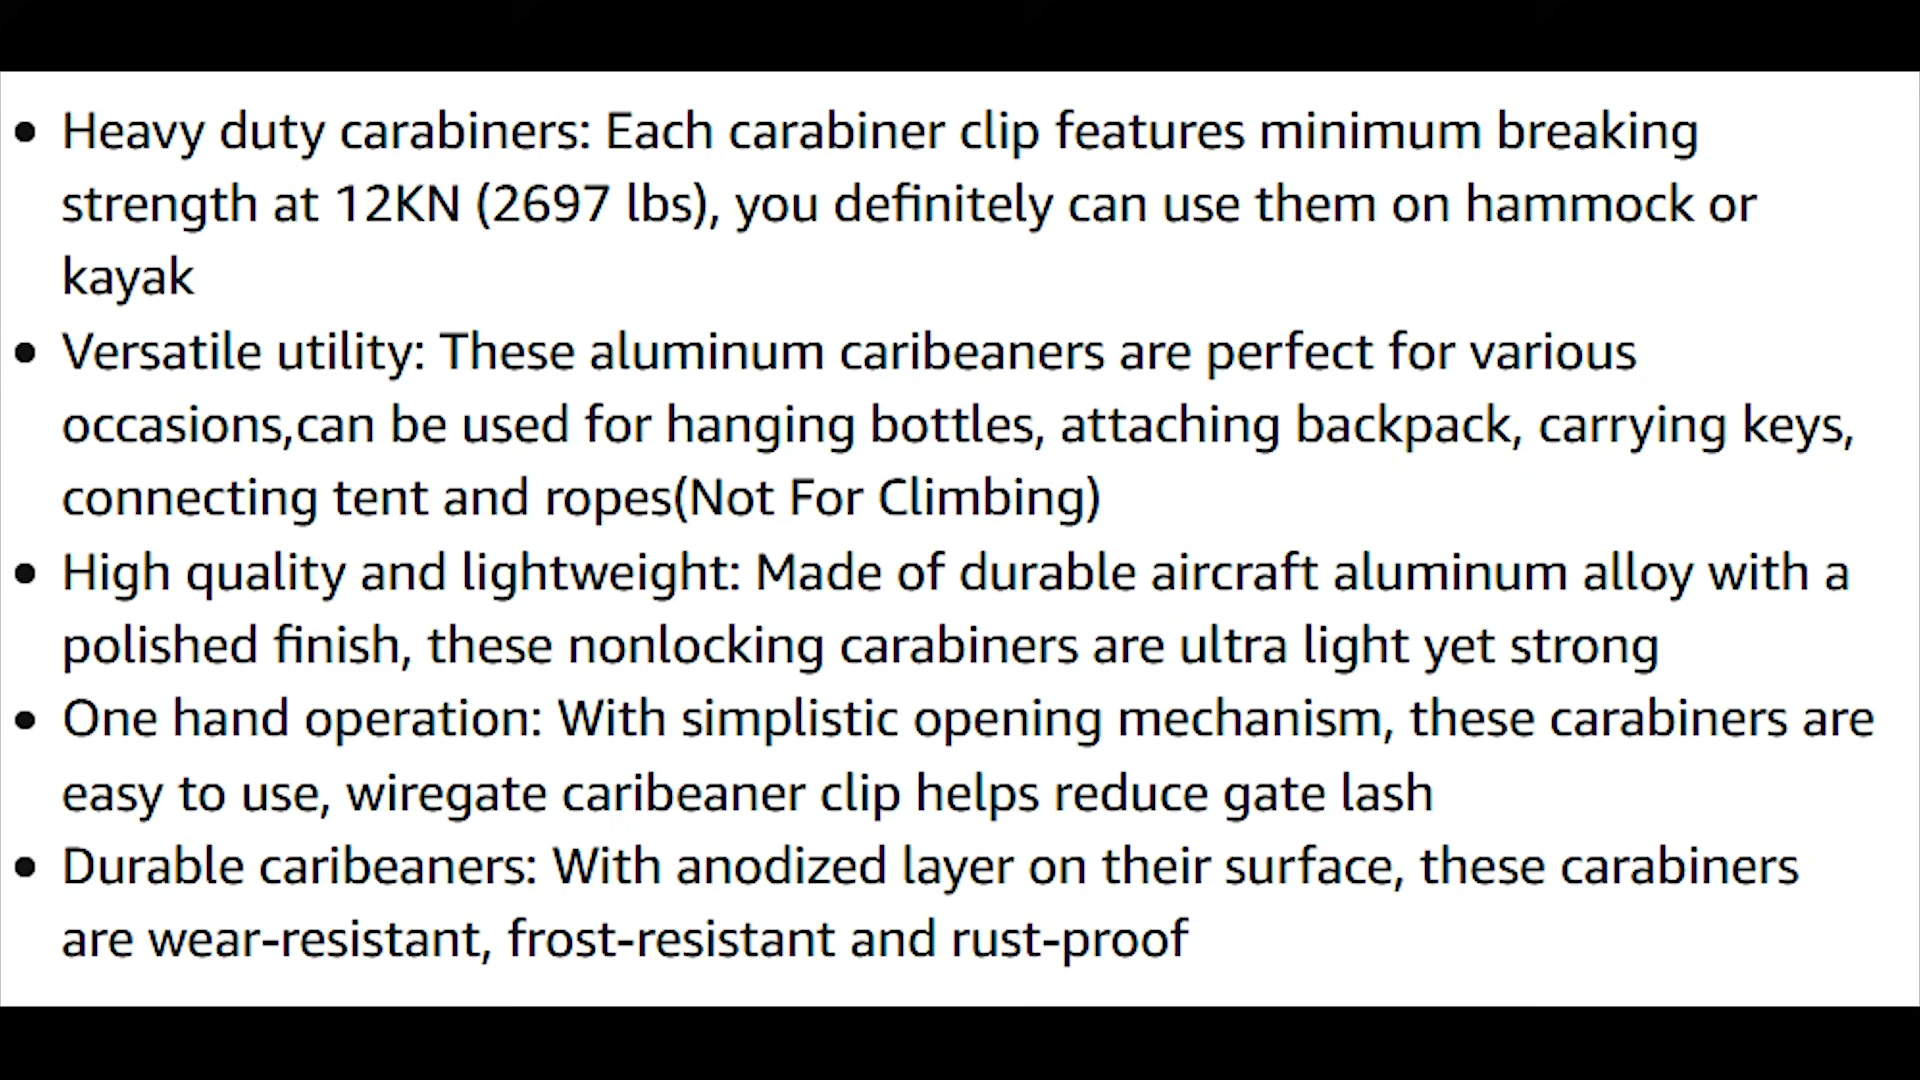 • Heavy duty carabiners: Each carabiner clip features minimum breaking
strength at 12KN (2697 lbs), you definitely can use them on hammock or
kayak
• Versatile utility: These aluminum caribeaners are perfect for various
occasions,can be used for hanging bottles, attaching backpack, carrying keys,
connecting tent and ropes(Not For Climbing)
• High quality and lightweight: Made of durable aircraft aluminum alloy with a
polished finish, these nonlocking carabiners are ultra light yet strong
• One hand operation: With simplistic opening mechanism, these carabiners are
easy to use, wiregate caribeaner clip helps reduce gate lash
• Durable caribeaners: With anodized layer on their surface, these carabiners
are wear-resistant, frost-resistant and rust-proof